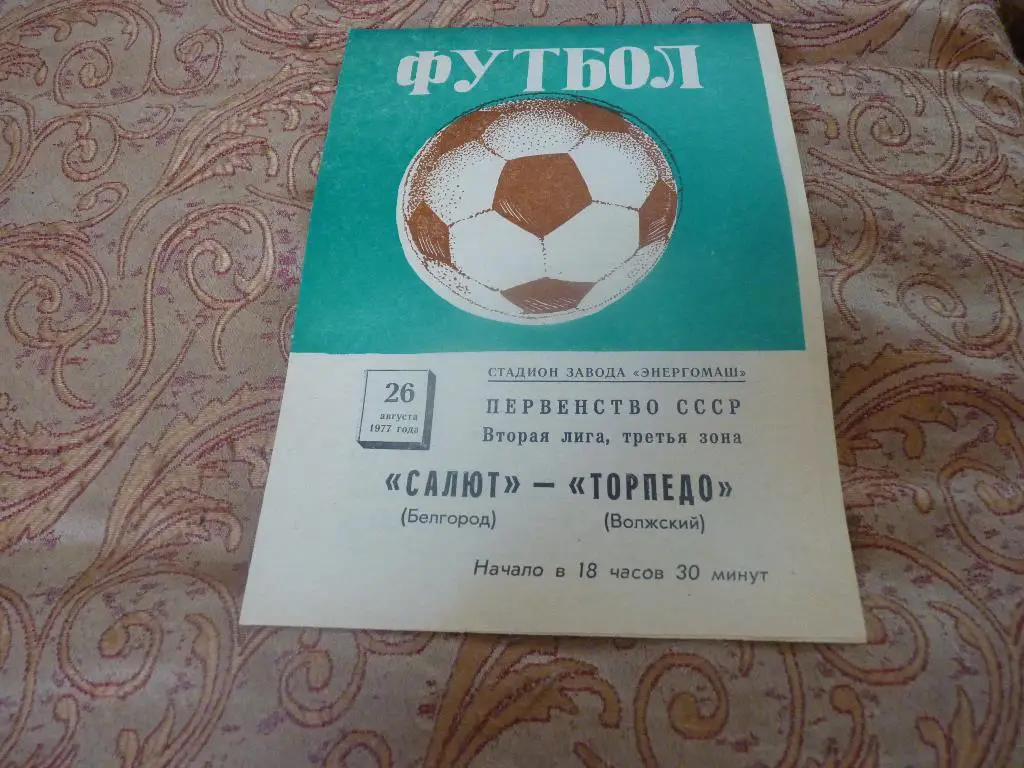 ФУТБОЛ
26
августа
1977 года
СТАДИОН ЗАВОДА «ЭНЕРГОМАШ»
ПЕРВЕНСТВО СССР
Вторая лига, третья зона
«САЛЮТ» — «ТОРПЕДО»
(Белгород) (Волжский)
Начало в 18 часов 30 минут